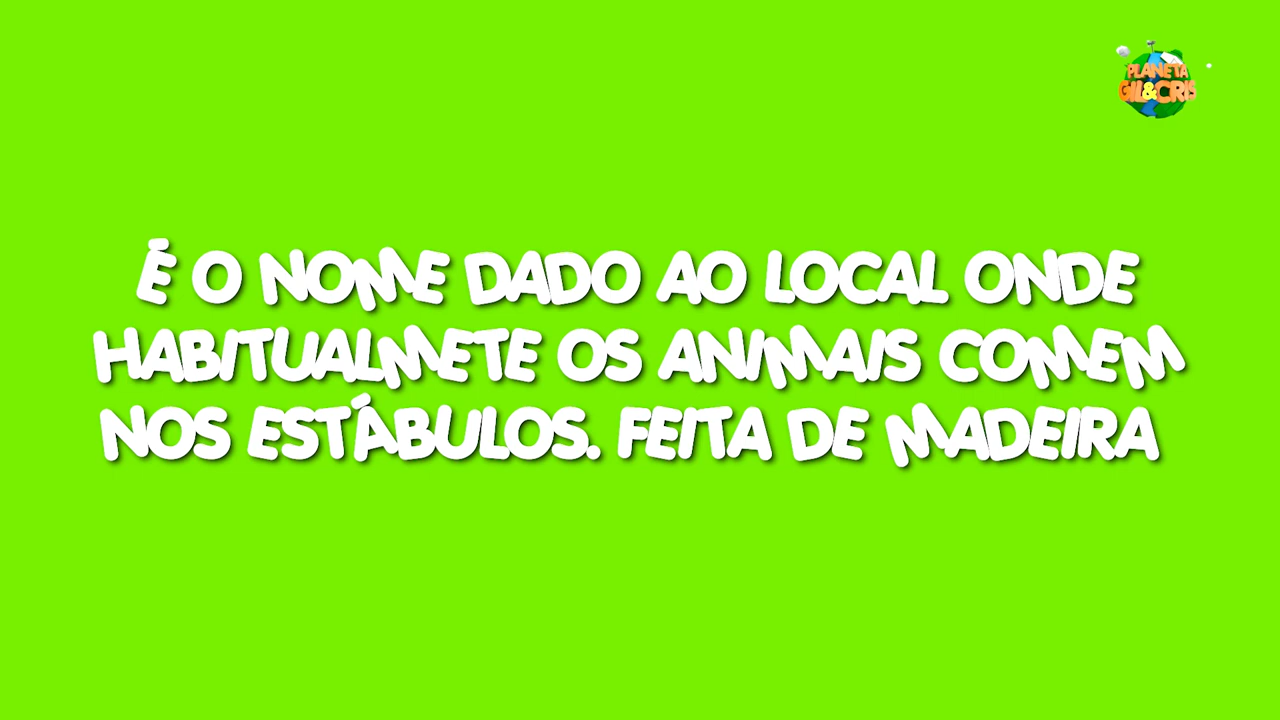 PLANETA
GIL&CRIS
É O NOME DADO AO LOCAL ONDE
HABITUALMETE OS ANIMAIS COMEM
NOS ESTÁBULOS. FEITA DE MADEIRA